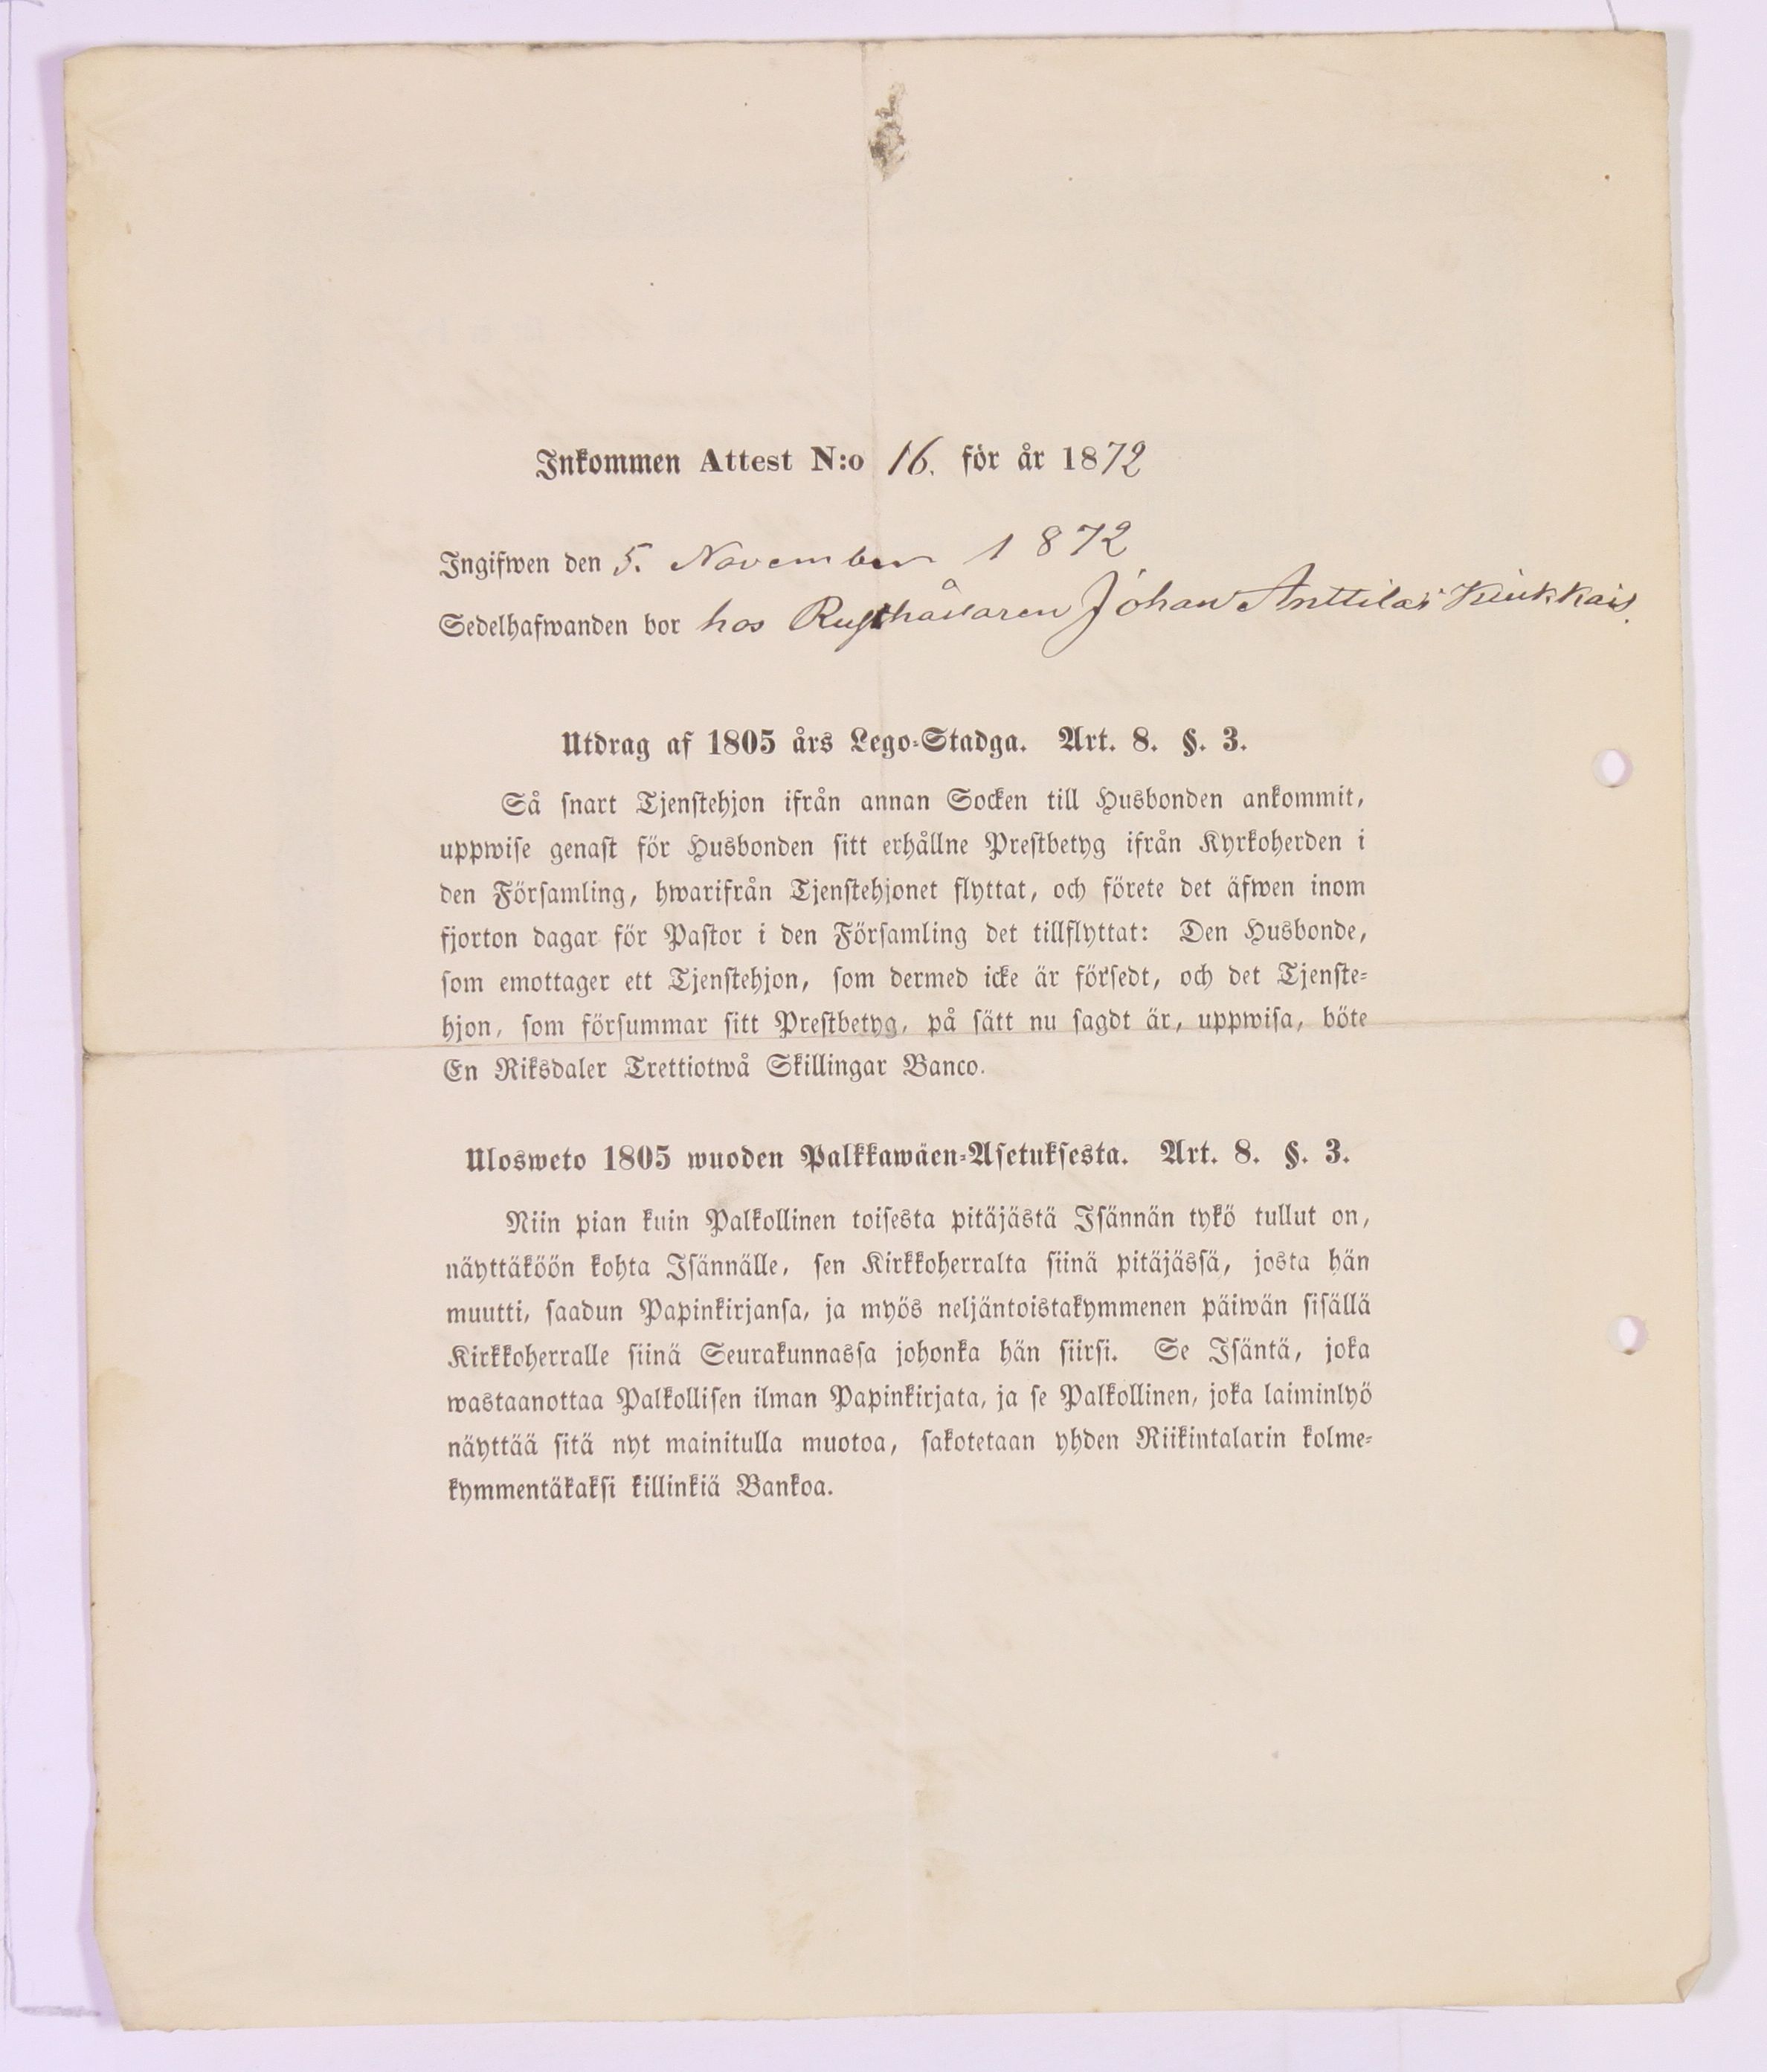 Inkommen Attest N:o 16. för år 1872
Ingifwen den 5. November 1872
Sedelhafwanden bor hos Rusthållaren Johan Anttilas
Utdrag af 1805 års Lego-Stadga. Art. 8. §. 3.
Så snart Tjenstehjon ifrån annan Socken till Husbonden ankommit,
uppwise genast för Husbonden sitt erhållne Prestbetyg ifrån Kyrkoherden i
den Församling, hwarifrån Tjenstehjonet flyttat, och förete det äfwen inom
fjorton dagar för Pastor i den Församling det tillflyttat: Den Husbonde,
som emottager ett Tjenstehjon, som dermed icke är försedt, och det Tjenste-
hjon, som försummar sitt Prestbetyg, på sätt nu sagdt är, uppwisa, böte
En Riksdaler Trettiotwå Skillingar Banco.
Ulosweto 1805 wuoden Palkkawäen-Asetuksesta. Art. 8. §. 3.
Niin pian kuin Palkollinen toisesta pitäjästä Isännän tykö tullut on,
näyttäköön kohta Isännälle, sen Kirkkoherralta siinä pitäjässä, josta hän
muutti, saadun Papinkirjansa, ja myös neljäntoistakymmenen päiwän sisällä
Kirkkoherralle siinä Seurakunnassa johonka hän siirsi. Se Isäntä, joka
wastaanottaa Palkollisen ilman Papinkirjata, ja se Palkollinen, joka laiminlyö
näyttää sitä nyt mainitulla muotoa, sakotetaan yhden Riikintalarin kolme-
kymmentäkaksi killinkiä Bankoa.